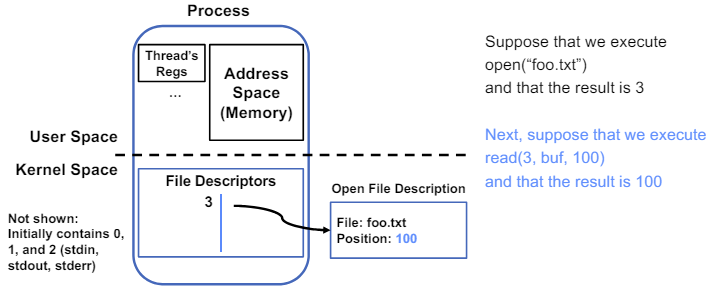 Process
Thread's
Regs
...
Address
Space
(Memory)
User Space
Kernel Space
File Descriptors
3
Not shown:
Initially contains 0,
1, and 2 (stdin,
stdout, stderr)
Open File Description
File: foo.txt
Position: 100
Suppose that we execute
open(“foo.txt”)
and that the result is 3
Next, suppose that we execute
read(3, buf, 100)
and that the result is 100